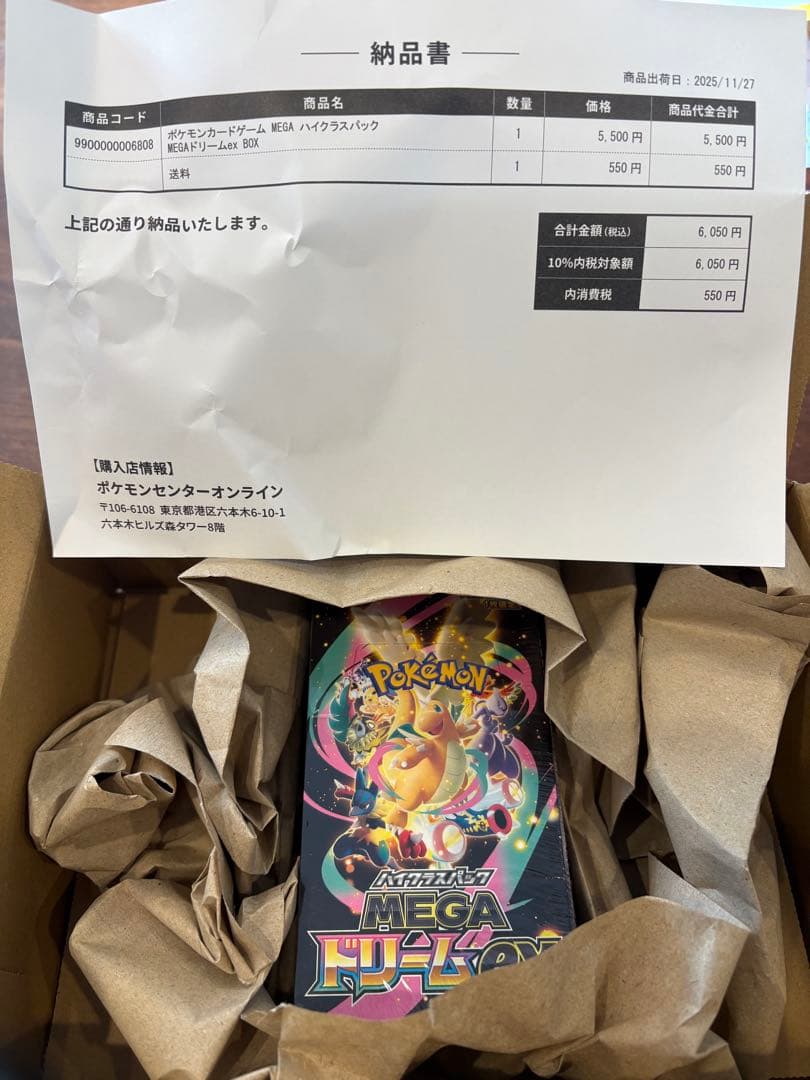 納品書
商品出荷日:2025/11/27
商品コード 商品名 数量 価格 商品代金合計
9900000006808 ポケモンカードゲーム MEGA ハイクラスパック 1 5,500円 5,500円
MEGAドリームex BOX
送料 1 550円 550円
上記の通り納品いたします。
合計金額(税込) 6,050円
10%内税対象額 6,050円
内消費税 550円
【購入店情報】
ポケモンセンターオンライン
〒106-6108 東京都港区六本木6-10-1
六本木ヒルズ森タワー8階
POKéMON
ハイクラスパック
MEGA
ドリームex